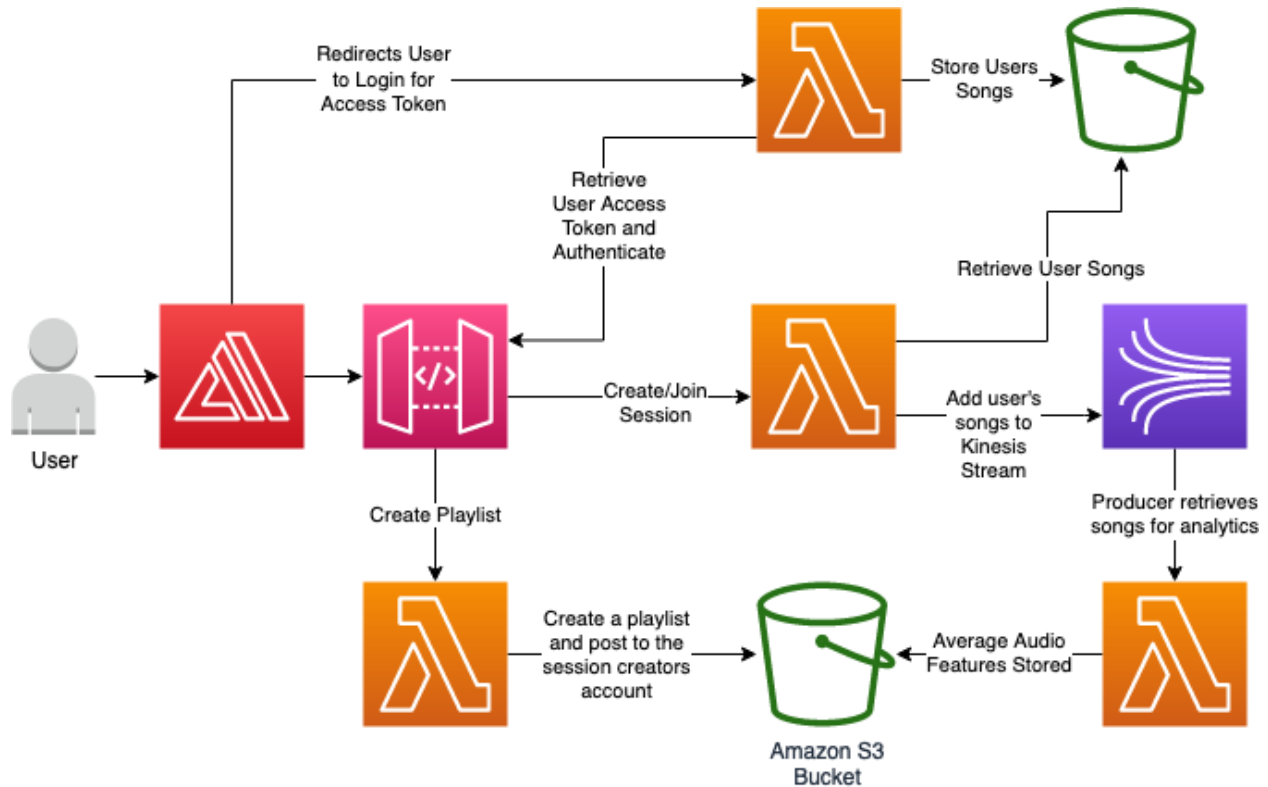 Redirects User
to Login for
Access Token
Store Users
Songs
Retrieve
User Access
Token and
Authenticate
Retrieve User Songs
User
</>
Create/Join
Session
Add user's
songs to
Kinesis
Stream
Create Playlist
Producer retrieves
songs for analytics
Create a playlist
and post to the
session creators
account
Average Audio
Features Stored
Amazon S3
Bucket